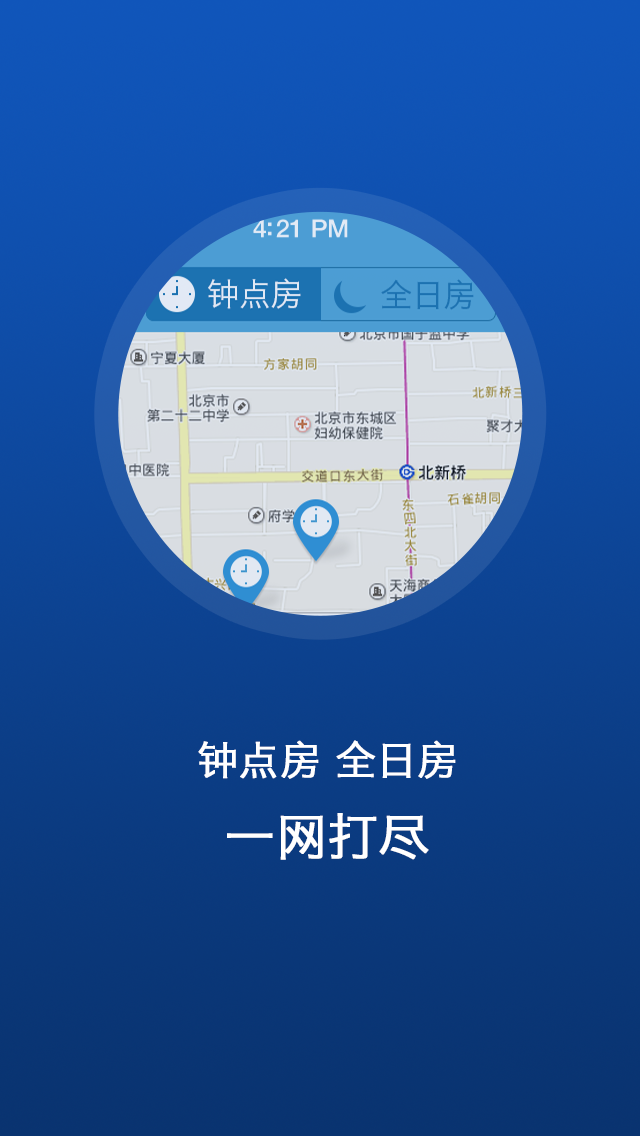 4:21 PM
钟点房 全日房
北京市国子监中学
宁夏大厦
方家胡同
北新桥三
北京市
第二十二中学
北京市东城区
妇幼保健院
聚才大
中医院
交道口东大街
北新桥
石雀胡同
府学
东四北大街
天海商
钟点房 全日房
一网打尽